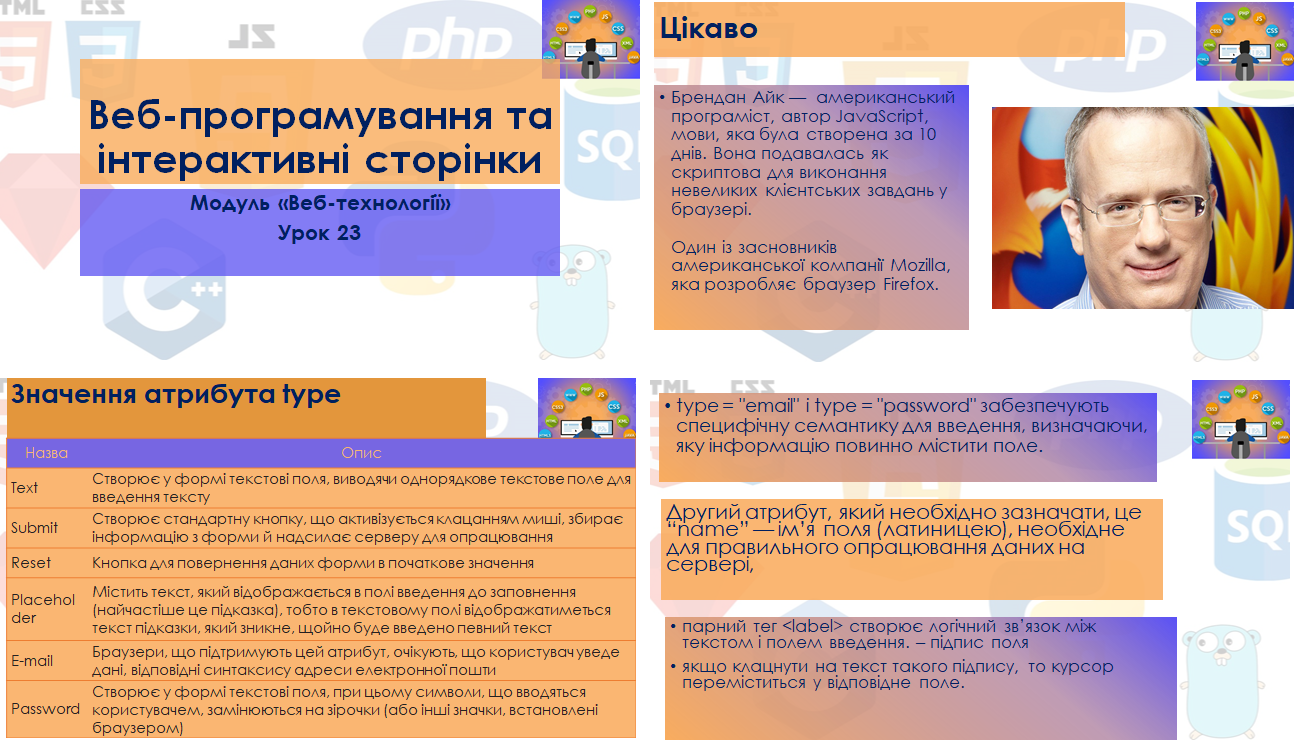 Веб-програмування та
інтерактивні сторінки
Модуль «Веб-технології»
Урок 23
HTML
CSS
JS
php
SQL
C++
Цікаво
• Брендан Айк — американський
програміст, автор JavaScript,
мови, яка була створена за 10
днів. Вона подавалась як
скриптова для виконання
невеликих клієнтських завдань у
браузері.
Один із засновників
американської компанії Mozilla,
яка розробляє браузер Firefox.
Значення атрибута type
Назва Опис
Text Створює у формі текстові поля, виводячи однорядкове текстове поле для
введення тексту
Submit Створює стандартну кнопку, що активізується клацанням миші, збирає
інформацію з форми й надсилає серверу для опрацювання
Reset Кнопка для повернення даних форми в початкове значення
Placehol
der
Містить текст, який відображається в полі введення до заповнення
(найчастіше це підказка), тобто в текстовому полі відображатиметься
текст підказки, який зникне, щойно буде введено певний текст
E-mail Браузери, що підтримують цей атрибут, очікують, що користувач уведе
дані, відповідні синтаксису адреси електронної пошти
Password Створює у формі текстові поля, при цьому символи, що вводяться
користувачем, замінюються на зірочки (або інші значки, встановлені
браузером)
• type = "email" і type = "password" забезпечують
специфічну семантику для введення, визначаючи,
яку інформацію повинно містити поле.
Другий атрибут, який необхідно зазначати, це
“name” — ім’я поля (латиницею), необхідне
для правильного опрацювання даних на
сервері,
• парний тег <label> створює логічний зв’язок між
текстом і полем введення. – підпис поля
• якщо клацнути на текст такого підпису, то курсор
переміститься у відповідне поле.